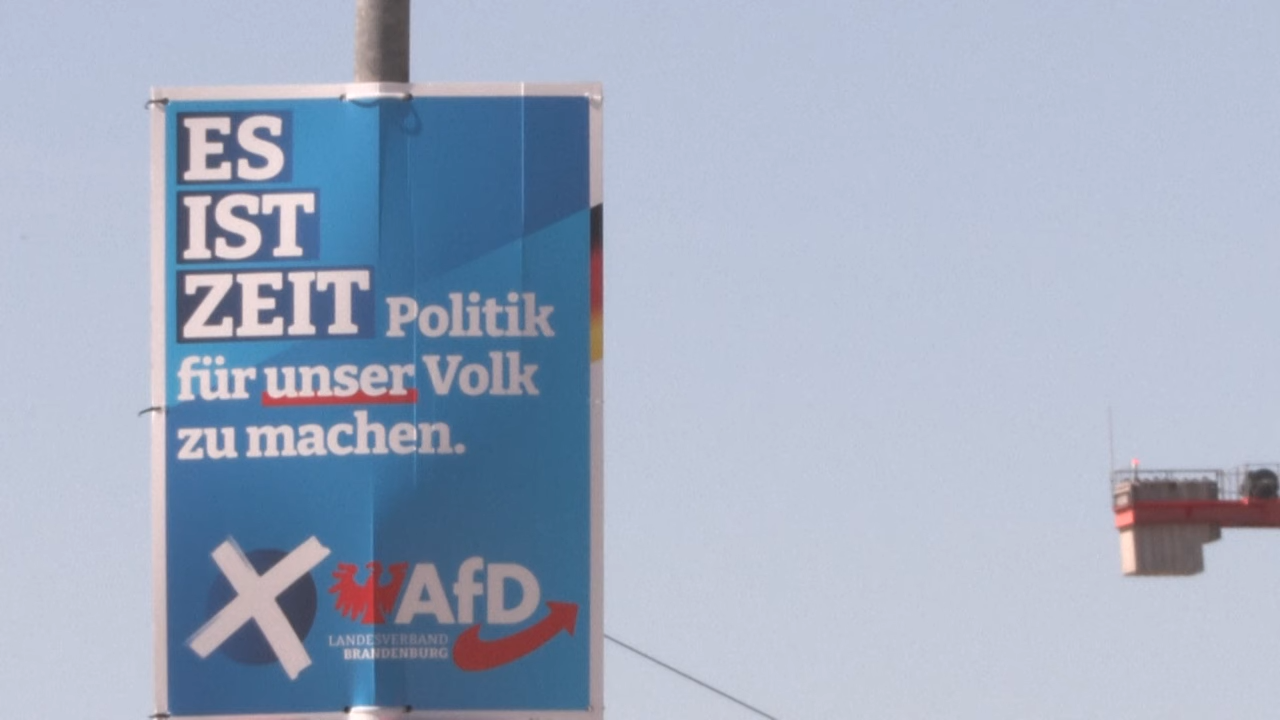 ES
IST
ZEIT Politik
für unser Volk
zu machen.
AfD
LANDESVERBAND
BRANDENBURG